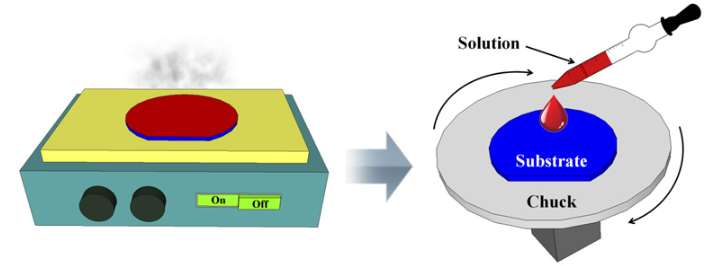 On
Off
Solution
Substrate
Chuck